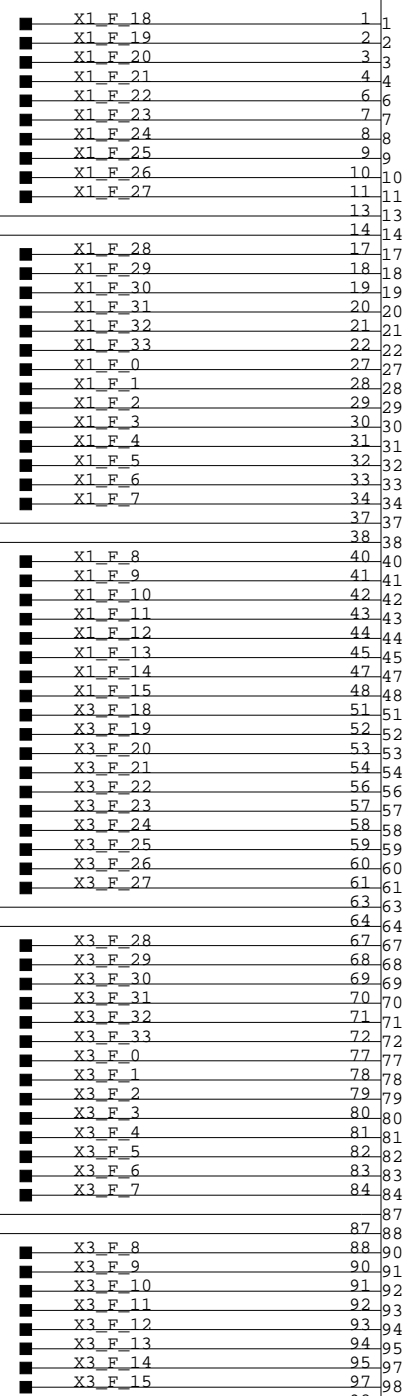 X1_F_18 1 1
X1_F_19 2 2
X1_F_20 3 3
X1_F_21 4 4
X1_F_22 6 6
X1_F_23 7 7
X1_F_24 8 8
X1_F_25 9 9
X1_F_26 10 10
X1_F_27 11 11
13 13
14 14
X1_F_28 17 17
X1_F_29 18 18
X1_F_30 19 19
X1_F_31 20 20
X1_F_32 21 21
X1_F_33 22 22
X1_F_0 27 27
X1_F_1 28 28
X1_F_2 29 29
X1_F_3 30 30
X1_F_4 31 31
X1_F_5 32 32
X1_F_6 33 33
X1_F_7 34 34
37 37
38 38
X1_F_8 40 40
X1_F_9 41 41
X1_F_10 42 42
X1_F_11 43 43
X1_F_12 44 44
X1_F_13 45 45
X1_F_14 47 47
X1_F_15 48 48
X3_F_18 51 51
X3_F_19 52 52
X3_F_20 53 53
X3_F_21 54 54
X3_F_22 56 56
X3_F_23 57 57
X3_F_24 58 58
X3_F_25 59 59
X3_F_26 60 60
X3_F_27 61 61
63 63
64 64
X3_F_28 67 67
X3_F_29 68 68
X3_F_30 69 69
X3_F_31 70 70
X3_F_32 71 71
X3_F_33 72 72
X3_F_0 77 77
X3_F_1 78 78
X3_F_2 79 79
X3_F_3 80 80
X3_F_4 81 81
X3_F_5 82 82
X3_F_6 83 83
X3_F_7 84 84
87
87 88
X3_F_8 88 90
X3_F_9 90 91
X3_F_10 91 92
X3_F_11 92 93
X3_F_12 93 94
X3_F_13 94 95
X3_F_14 95 97
X3_F_15 97 98